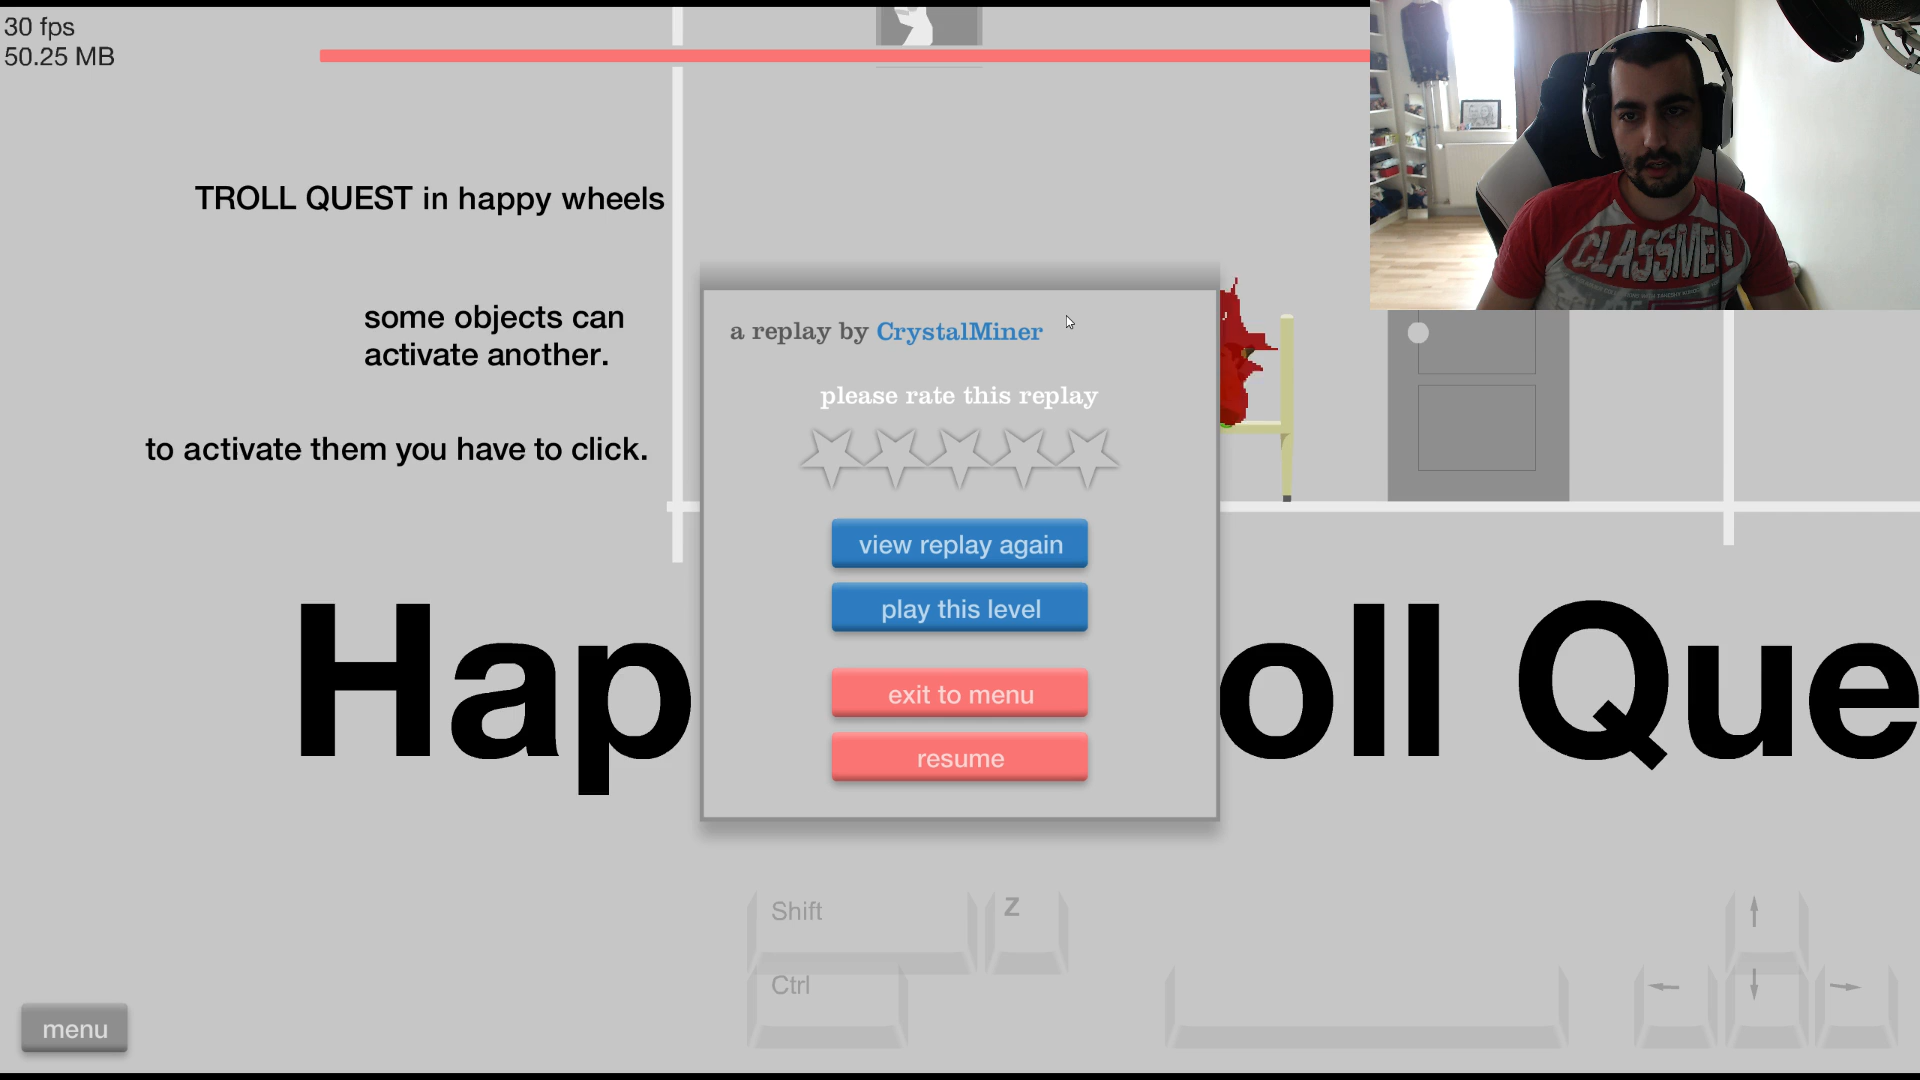 30 fps
50.25 MB
TROLL QUEST in happy wheels
some objects can
activate another.
to activate them you have to click.
a replay by CrystalMiner
please rate this replay
view replay again
play this level
exit to menu
resume
Hap
oll Que
Shift
Z
Ctrl
menu
CLASSMEN